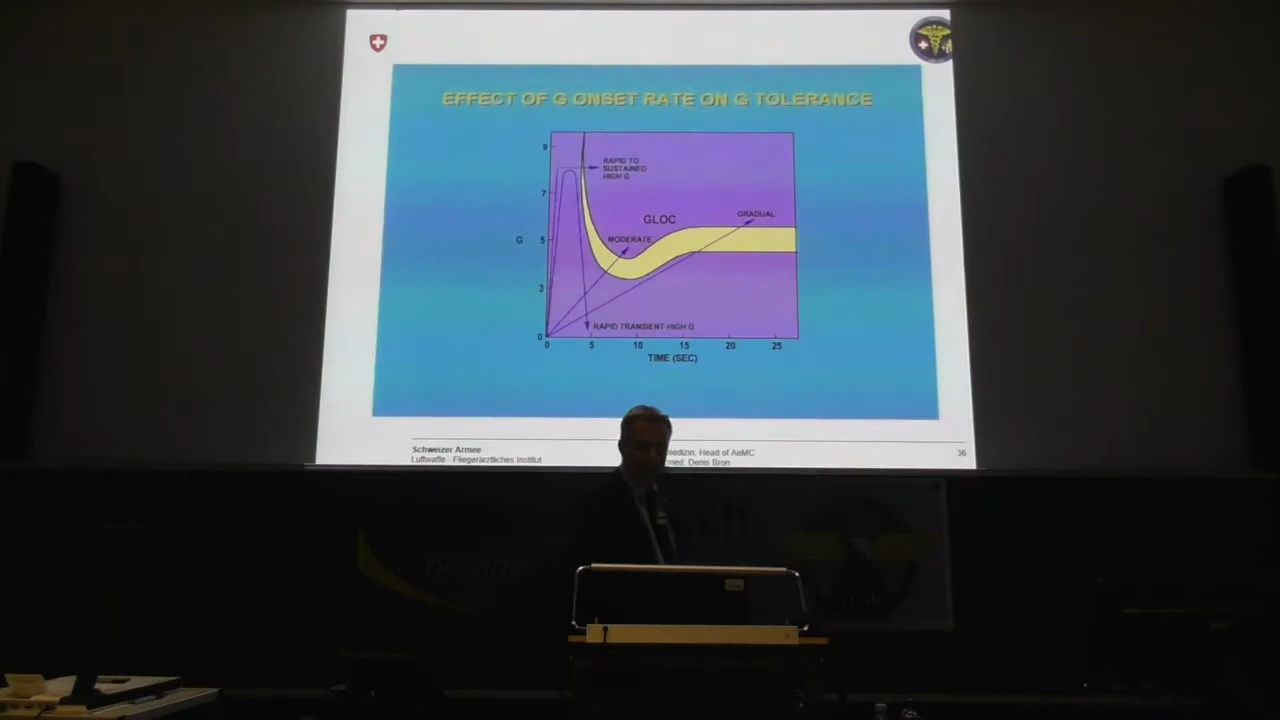 EFFECT OF G ONSET RATE ON G TOLERANCE
9
RAPID TO
SUSTAINED
HIGH G
7
GLOC
GRADUAL
G
5
MODERATE
3
RAPID TRANSIENT HIGH G
0
0 5 10 15 20 25
TIME (SEC)
Schweizer Armee
Luftwaffe Fliegerärztliches Institut
medizin, Head of AeMC
med. Denis Bron
36